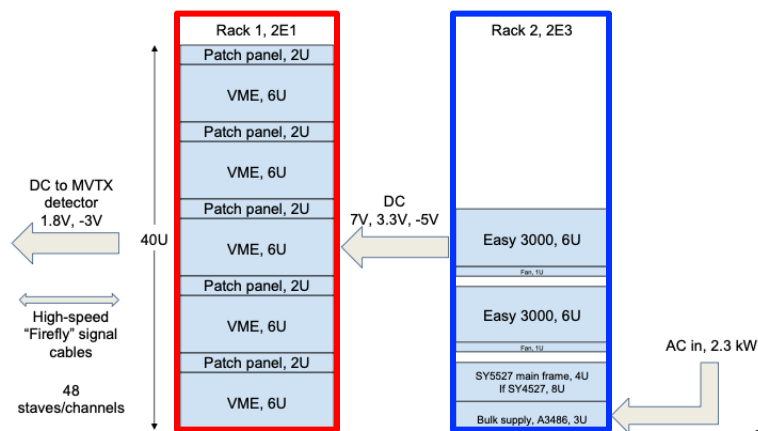 Rack 1, 2E1
Patch panel, 2U
VME, 6U
Patch panel, 2U
VME, 6U
Patch panel, 2U
VME, 6U
Patch panel, 2U
VME, 6U
Patch panel, 2U
VME, 6U
DC to MVTX
detector
1.8V, -3V
40U
High-speed
“Firefly” signal
cables
48
staves/channels
DC
7V, 3.3V, -5V
Rack 2, 2E3
Easy 3000, 6U
Fan, 1U
Easy 3000, 6U
Fan, 1U
SY5527 main frame, 4U
If SY4527, 8U
Bulk supply, A3486, 3U
AC in, 2.3 kW